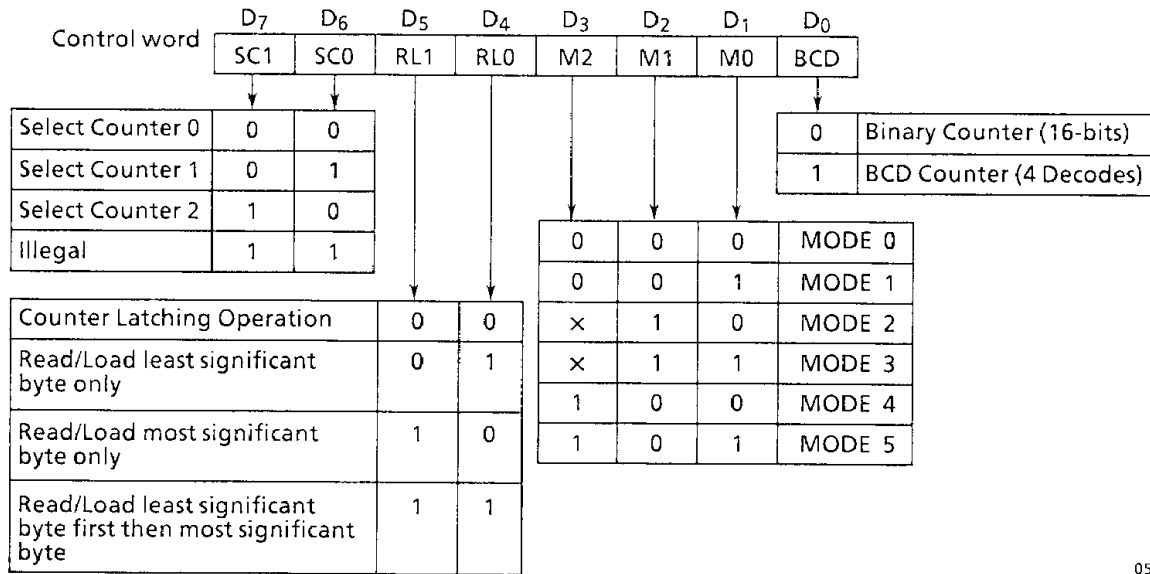 D7 D6 D5 D4 D3 D2 D1 D0
Control word SC1 SC0 RL1 RL0 M2 M1 M0 BCD
Select Counter 0 0 0
Select Counter 1 0 1
Select Counter 2 1 0
Illegal 1 1
0 Binary Counter (16-bits)
1 BCD Counter (4 Decodes)
0 0 0 MODE 0
0 0 1 MODE 1
× 1 0 MODE 2
× 1 1 MODE 3
1 0 0 MODE 4
1 0 1 MODE 5
Counter Latching Operation 0 0
Read/Load least significant 0 1
byte only
Read/Load most significant 1 0
byte only
Read/Load least significant 1 1
byte first then most significant
byte
05